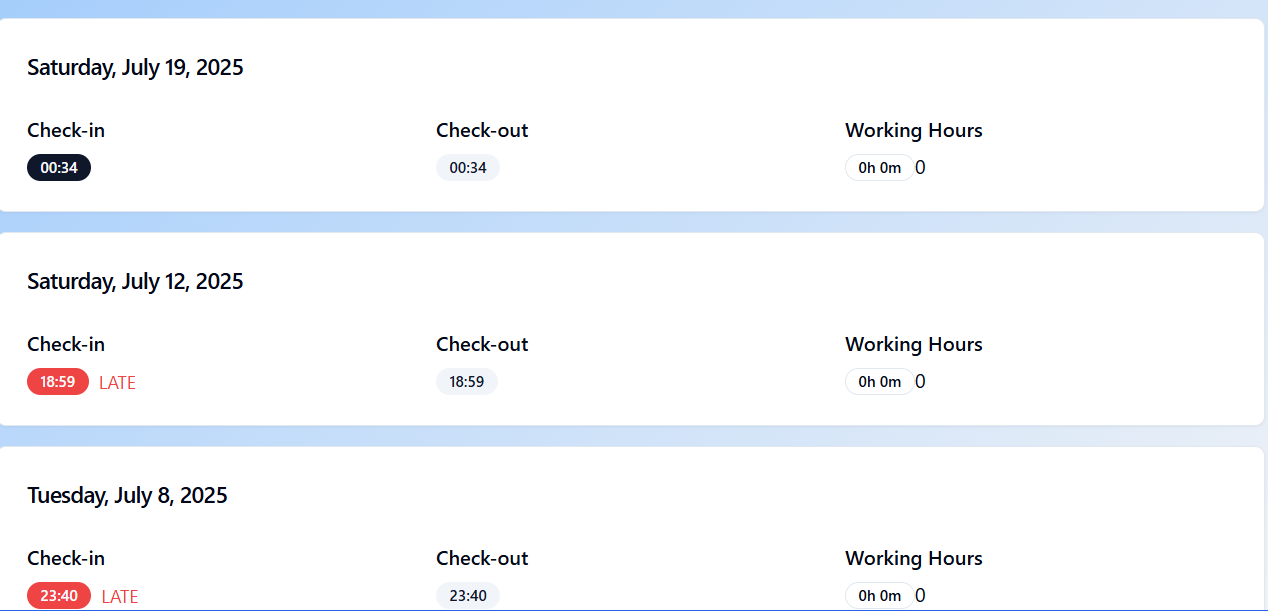 Saturday, July 19, 2025
Check-in Check-out Working Hours
00:34 00:34 0h 0m 0
Saturday, July 12, 2025
Check-in Check-out Working Hours
18:59 LATE 18:59 0h 0m 0
Tuesday, July 8, 2025
Check-in Check-out Working Hours
23:40 LATE 23:40 0h 0m 0